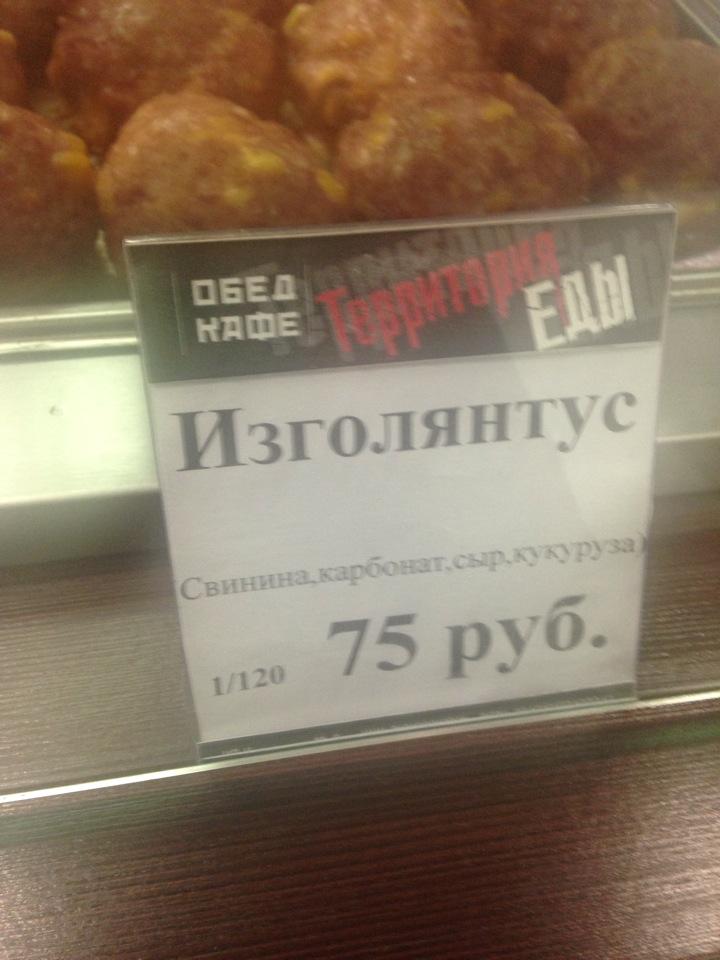 ОБЕД
КАФЕ
Территория
ЕДЫ
Изголянтус
Свинина,карбонат,сыр,кукуруза)
1/120
75 руб.